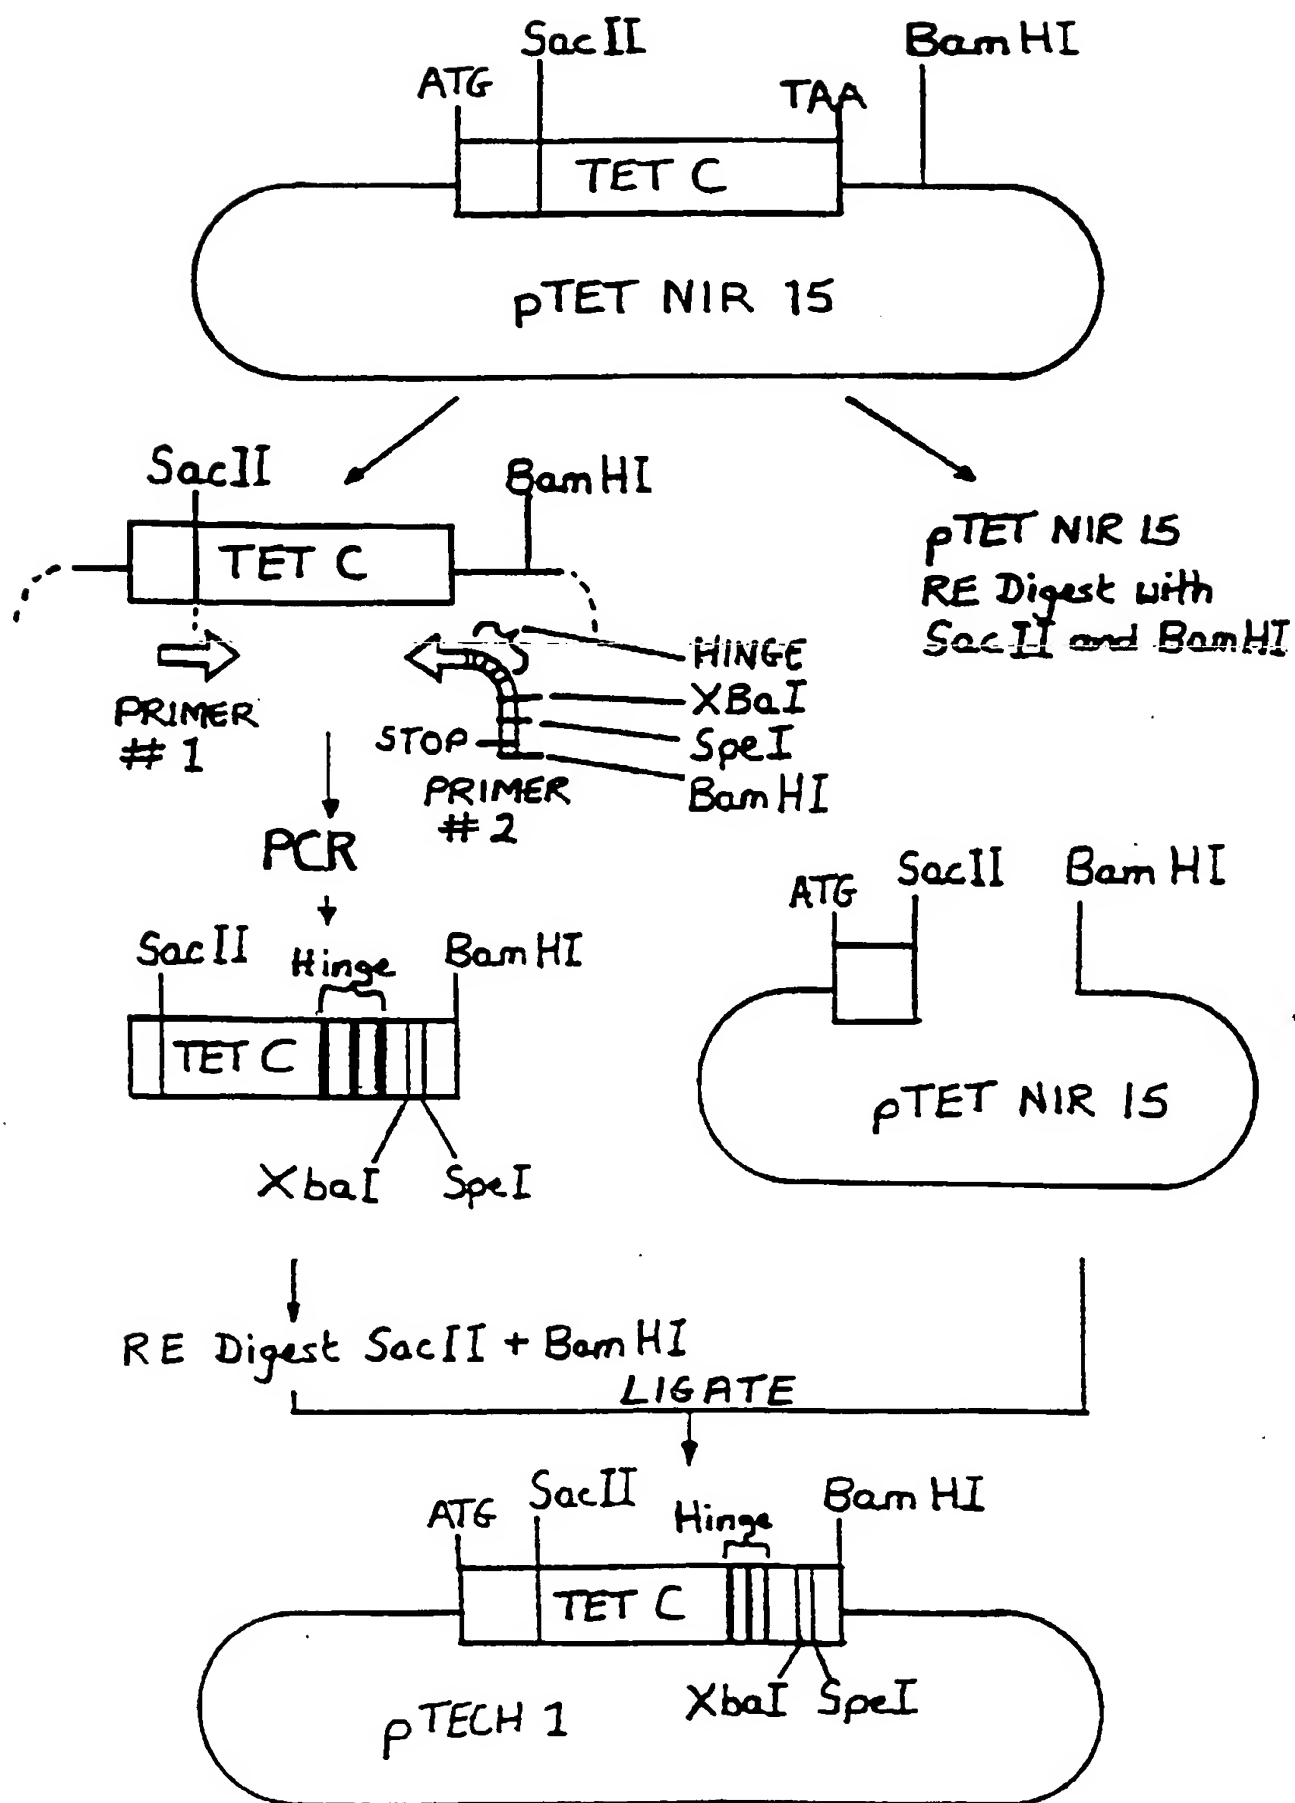 SacII
BamHI
ATG
TAA
TET C
pTET NIR 15
SacII
BamHI
TET C
pTET NIR 15
RE Digest with
SacII and BamHI
HINGE
XBaI
SpeI
BamHI
STOP
PRIMER
# 1
PRIMER
# 2
PCR
SacII
Hinge
BamHI
TET C
XbaI
SpeI
ATG
SacII
BamHI
pTET NIR 15
RE Digest SacII + BamHI
LIGATE
ATG
SacII
Hinge
BamHI
TET C
XbaI
SpeI
pTECH 1